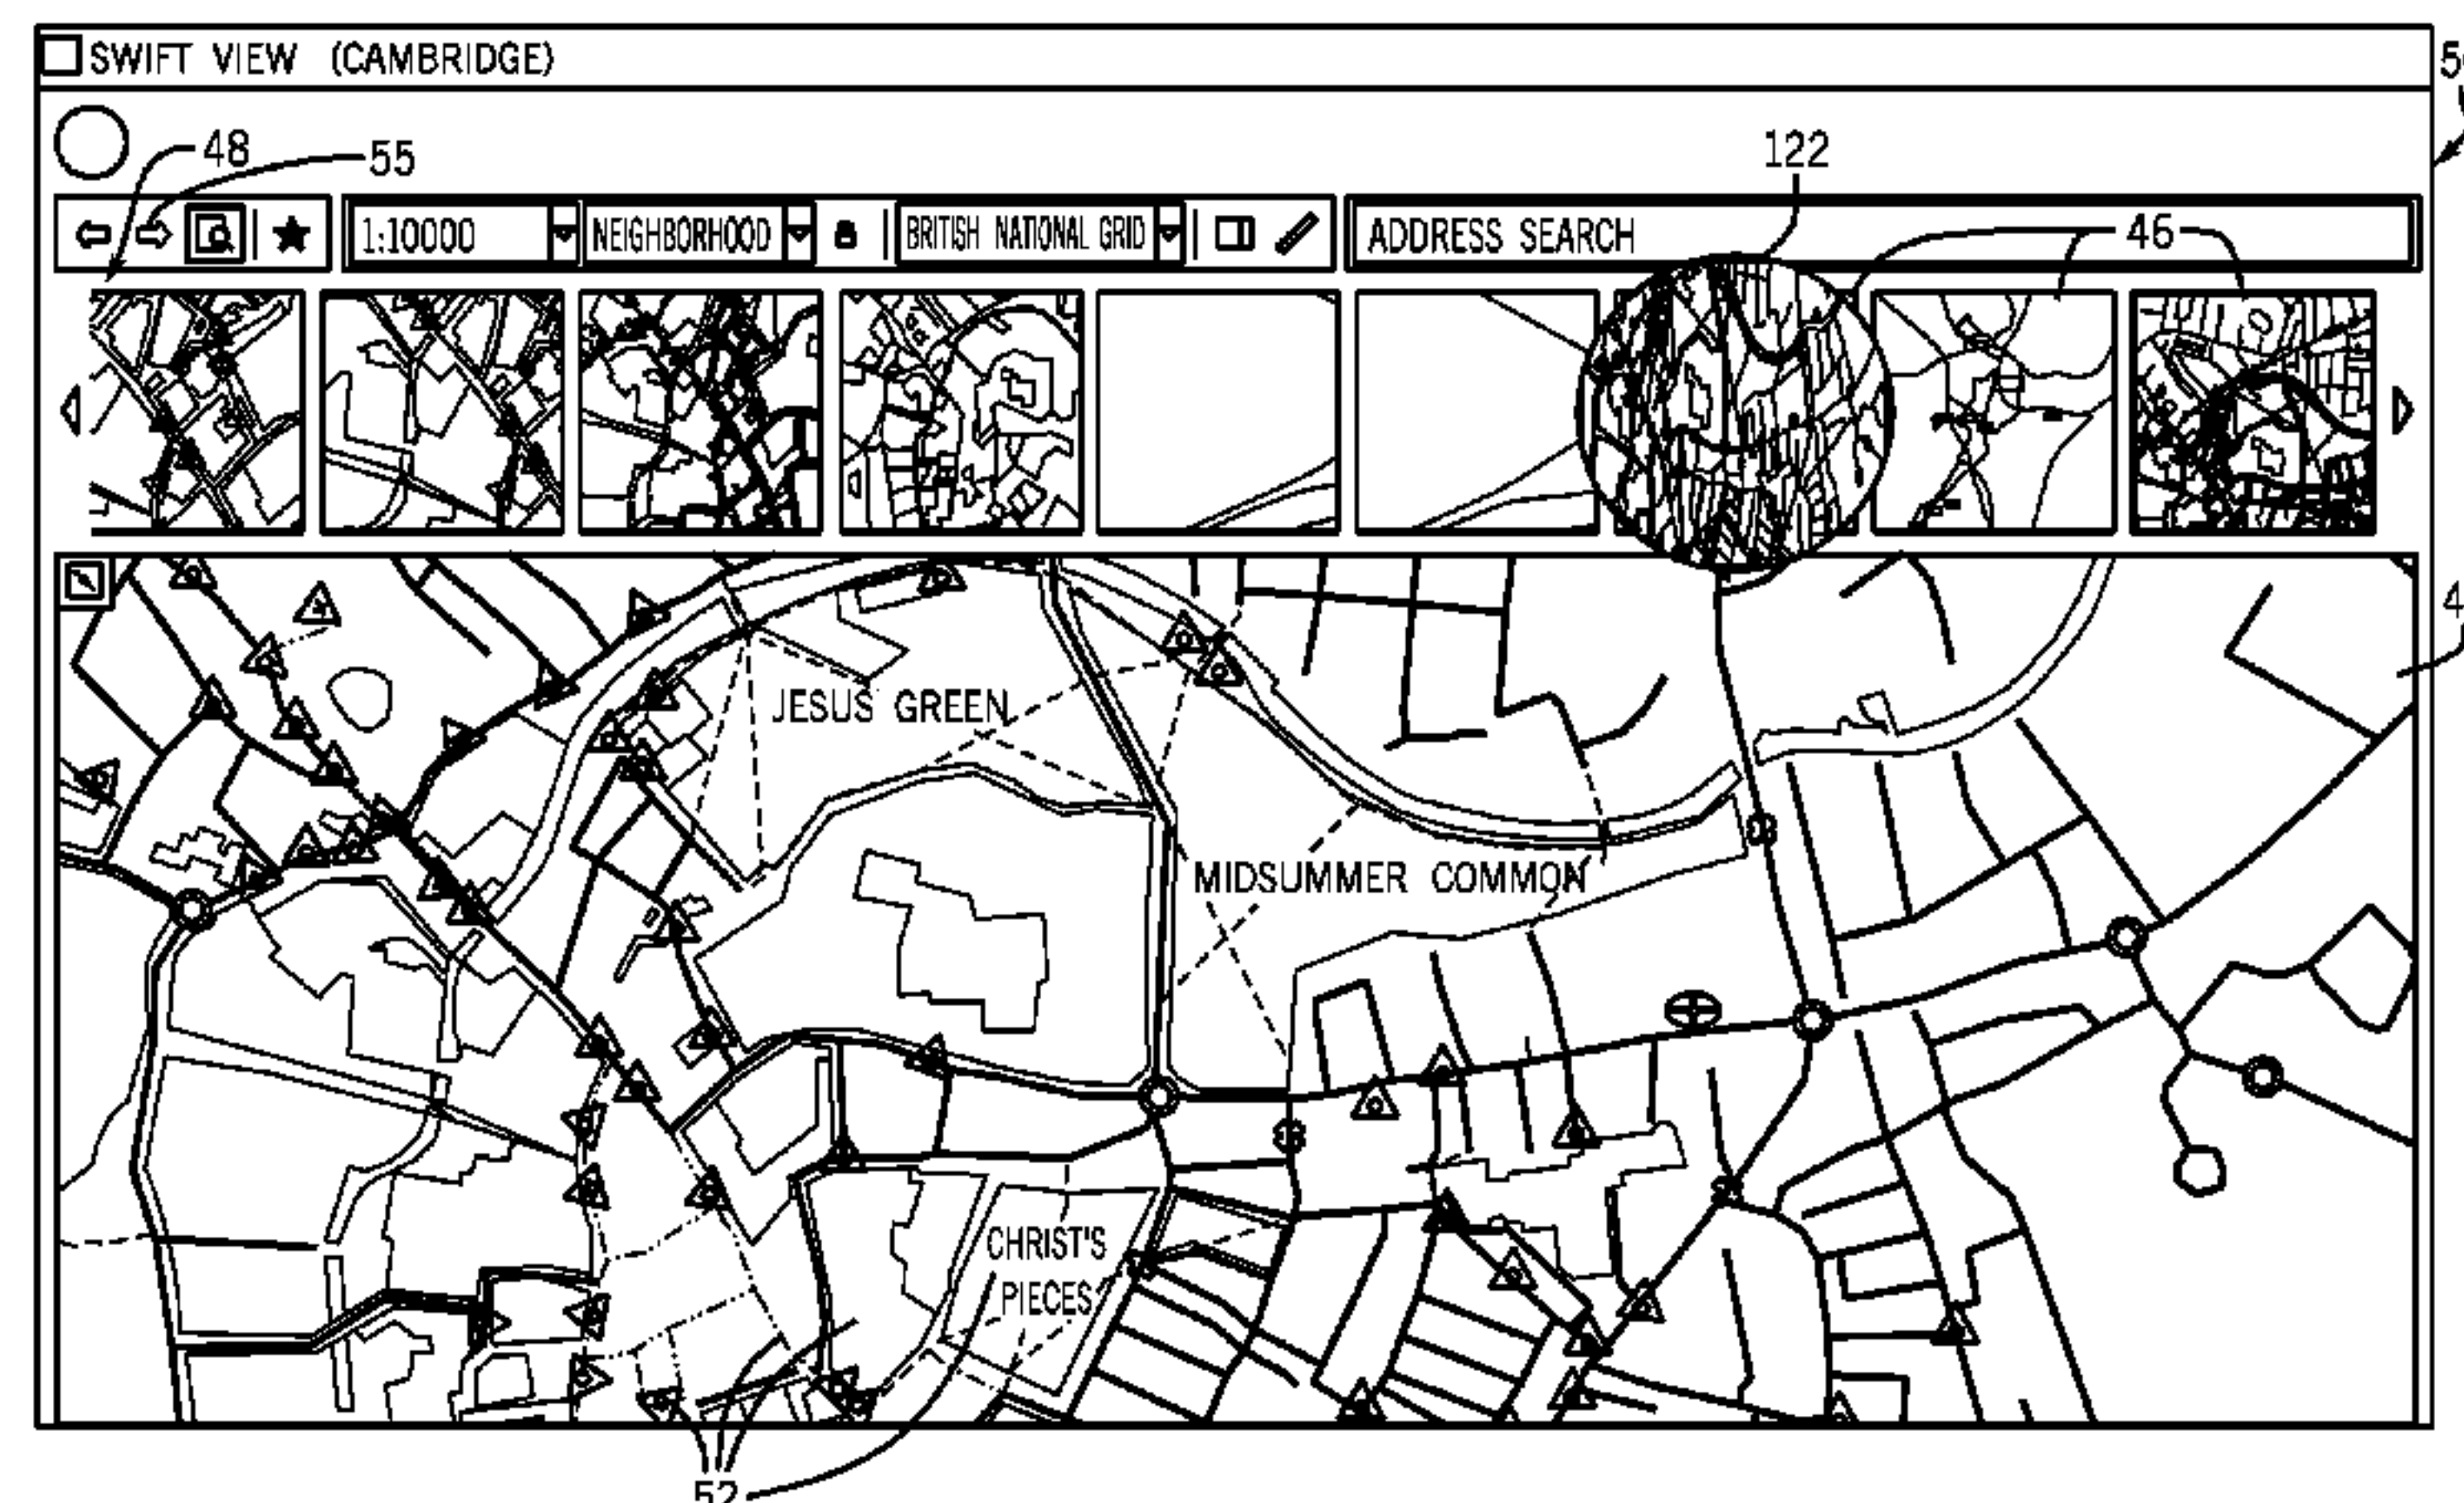 SWIFT VIEW (CAMBRIDGE)
48
55
122
1:10000
NEIGHBORHOOD
BRITISH NATIONAL GRID
ADDRESS SEARCH
46
JESUS GREEN
MIDSUMMER COMMON
CHRIST'S
PIECES
52